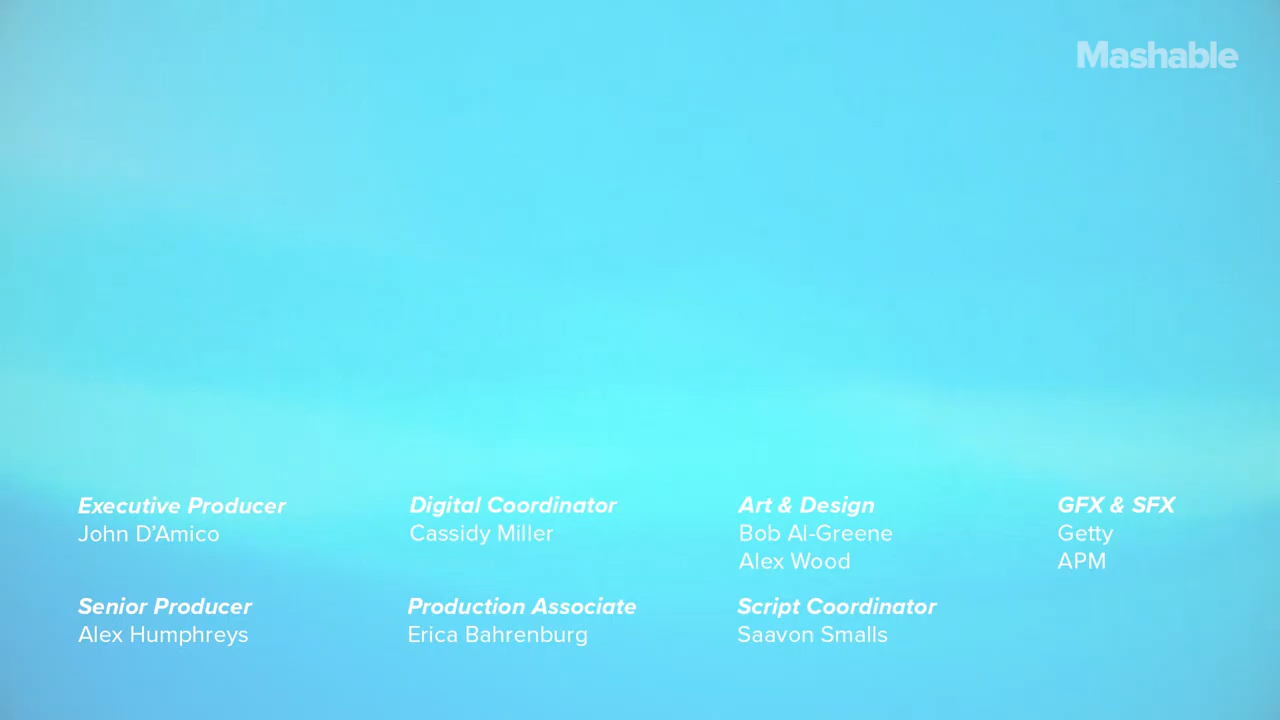 Mashable
Executive Producer
John D’Amico
Digital Coordinator
Cassidy Miller
Art & Design
Bob Al-Greene
Alex Wood
GFX & SFX
Getty
APM
Senior Producer
Alex Humphreys
Production Associate
Erica Bahrenburg
Script Coordinator
Saavon Smalls